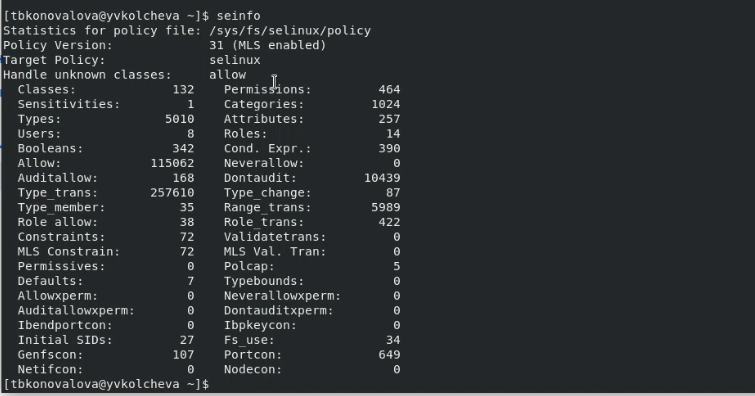 [tbkonovalova@yvkolcheva ~]$ seinfo
Statistics for policy file: /sys/fs/selinux/policy
Policy Version:             31 (MLS enabled)
Target Policy:              selinux
Handle unknown classes:     allow
  Classes:             132    Permissions:         464
  Sensitivities:         1    Categories:         1024
  Types:              5010    Attributes:          257
  Users:                 8    Roles:                14
  Booleans:            342    Cond. Expr.:         390
  Allow:            115062    Neverallow:            0
  Auditallow:          168    Dontaudit:         10439
  Type_trans:       257610    Type_change:          87
  Type_member:          35    Range_trans:        5989
  Role allow:           38    Role_trans:          422
  Constraints:          72    Validatetrans:         0
  MLS Constrain:        72    MLS Val. Tran:         0
  Permissives:           0    Polcap:                5
  Defaults:              7    Typebounds:            0
  Allowxperm:            0    Neverallowxperm:       0
  Auditallowxperm:       0    Dontauditxperm:        0
  Ibendportcon:          0    Ibpkeycon:             0
  Initial SIDs:         27    Fs_use:               34
  Genfscon:            107    Portcon:             649
  Netifcon:              0    Nodecon:               0
[tbkonovalova@yvkolcheva ~]$